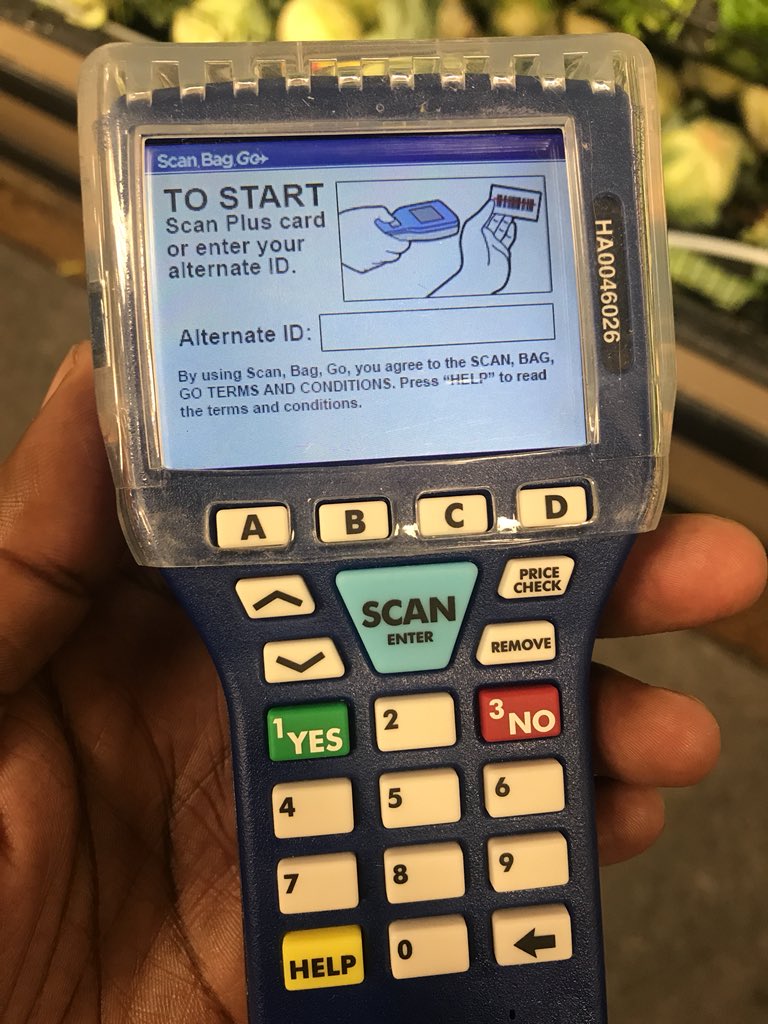 Scan, Bag, Go+
TO START
Scan Plus card
or enter your
alternate ID.
Alternate ID:
By using Scan, Bag, Go, you agree to the SCAN, BAG,
GO TERMS AND CONDITIONS. Press “HELP” to read
the terms and conditions.
HA0046026
A B C D
SCAN
ENTER
PRICE
CHECK
REMOVE
1 YES 2 3 NO
4 5 6
7 8 9
HELP 0